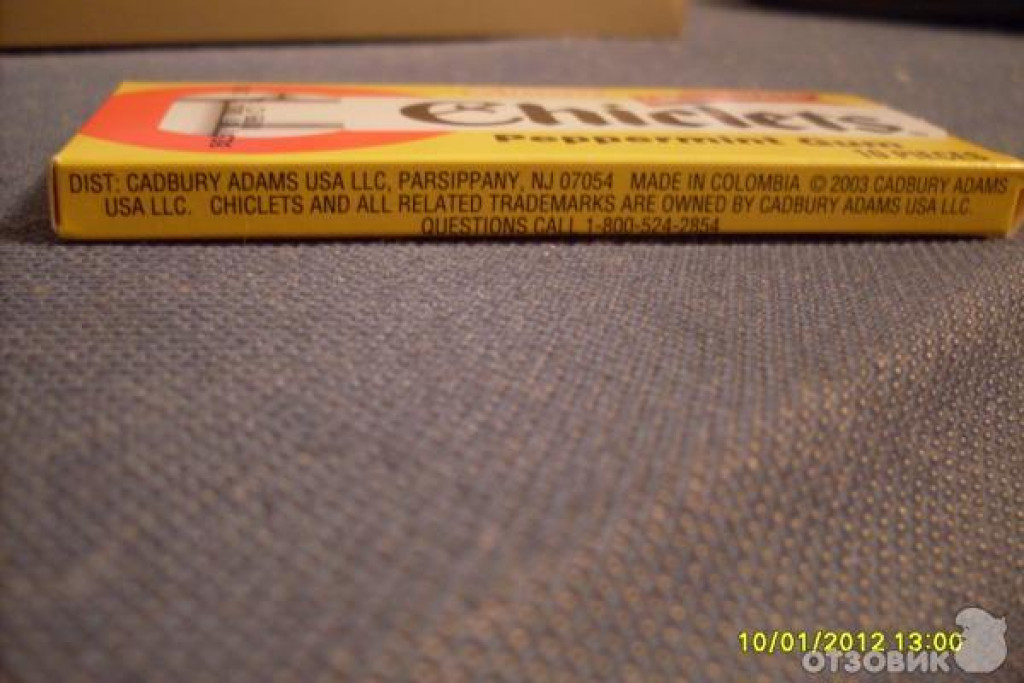 Chiclets
Peppermint Gum
10 PIECES
DIST: CADBURY ADAMS USA LLC, PARSIPPANY, NJ 07054 MADE IN COLOMBIA © 2003 CADBURY ADAMS
USA LLC. CHICLETS AND ALL RELATED TRADEMARKS ARE OWNED BY CADBURY ADAMS USA LLC.
QUESTIONS CALL 1-800-524-2854
10/01/2012 13:00
ОТЗОВИК